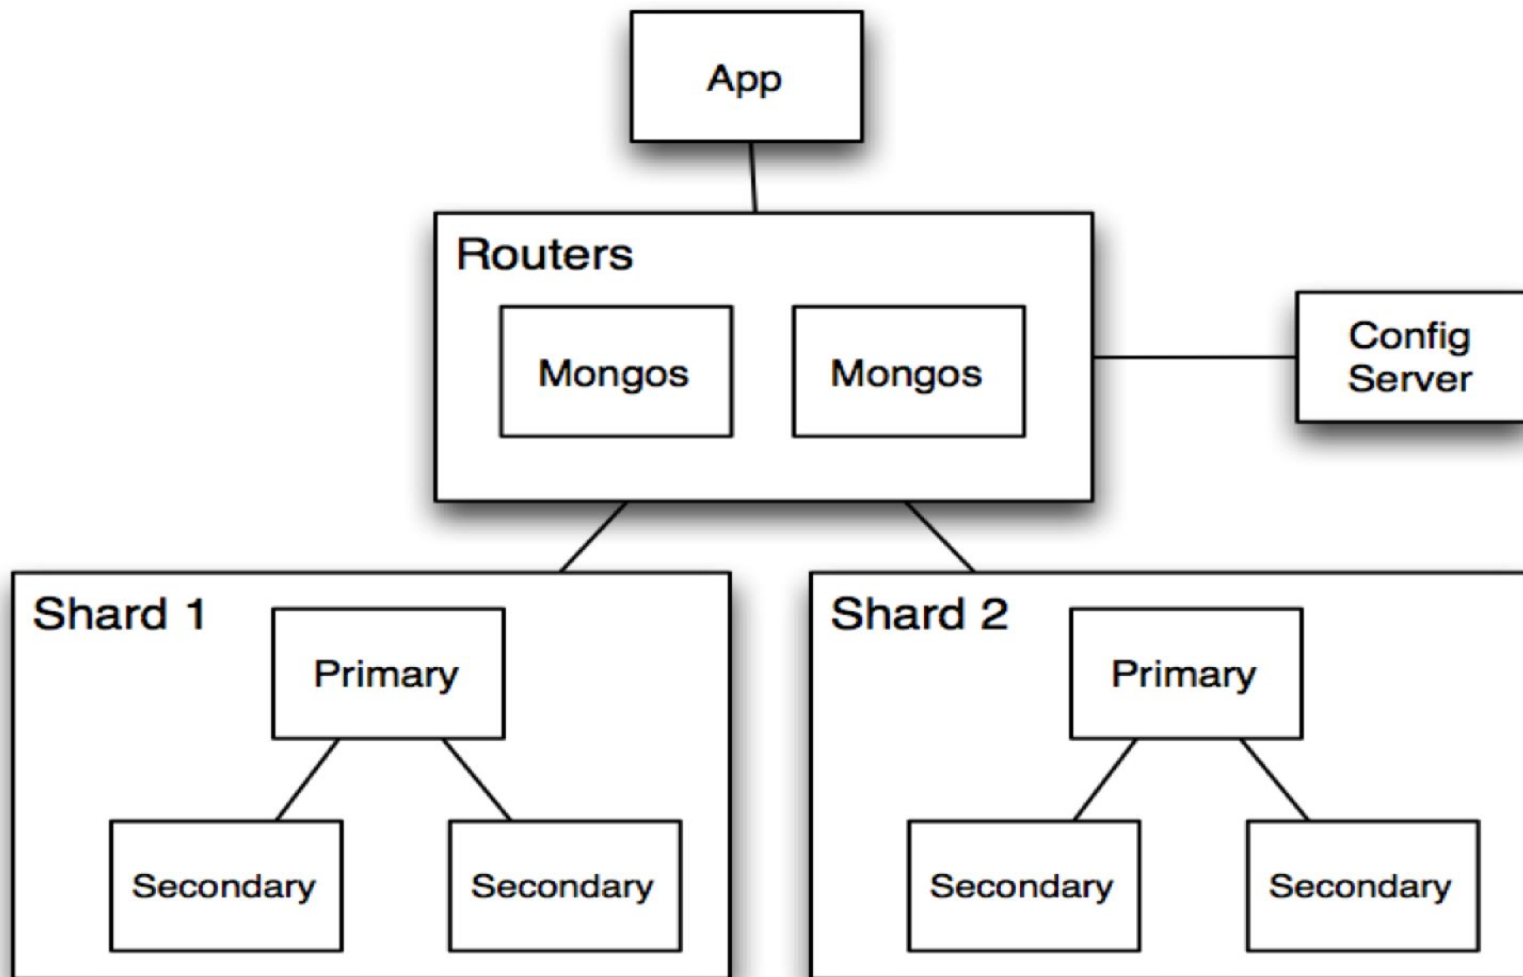 App
Routers
Mongos
Mongos
Config
Server
Shard 1
Primary
Secondary
Secondary
Shard 2
Primary
Secondary
Secondary